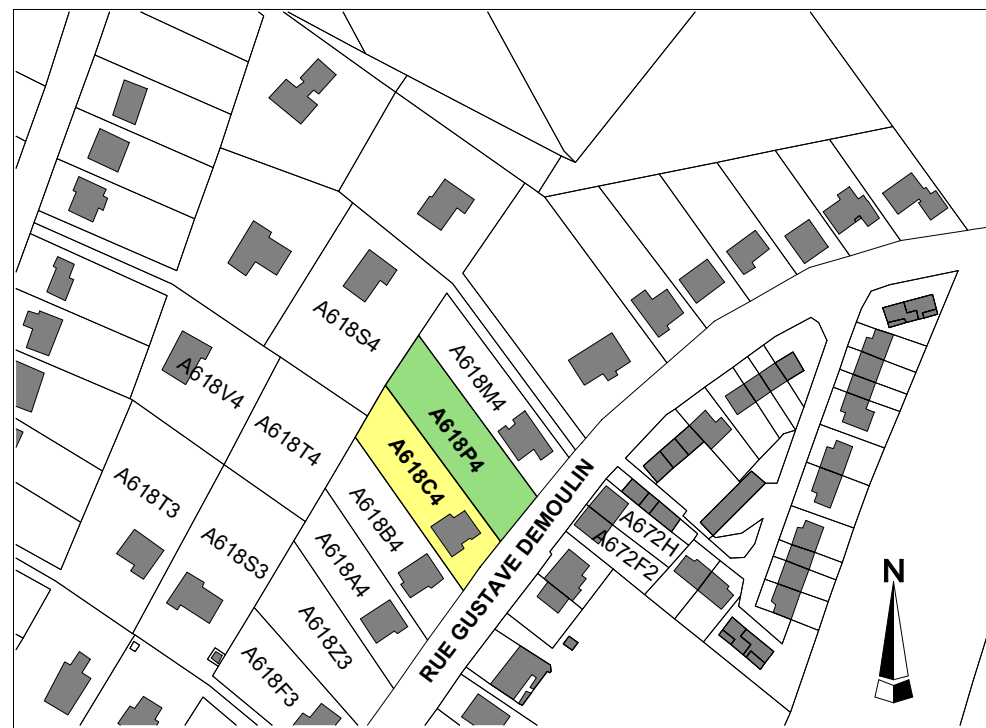 A618S4
A618M4
A618V4
A618P4
A618T4
A618C4
A618T3
A618B4
A672H
A618S3
A672F2
A618A4
RUE GUSTAVE DEMOULIN
N
A618Z3
A618F3